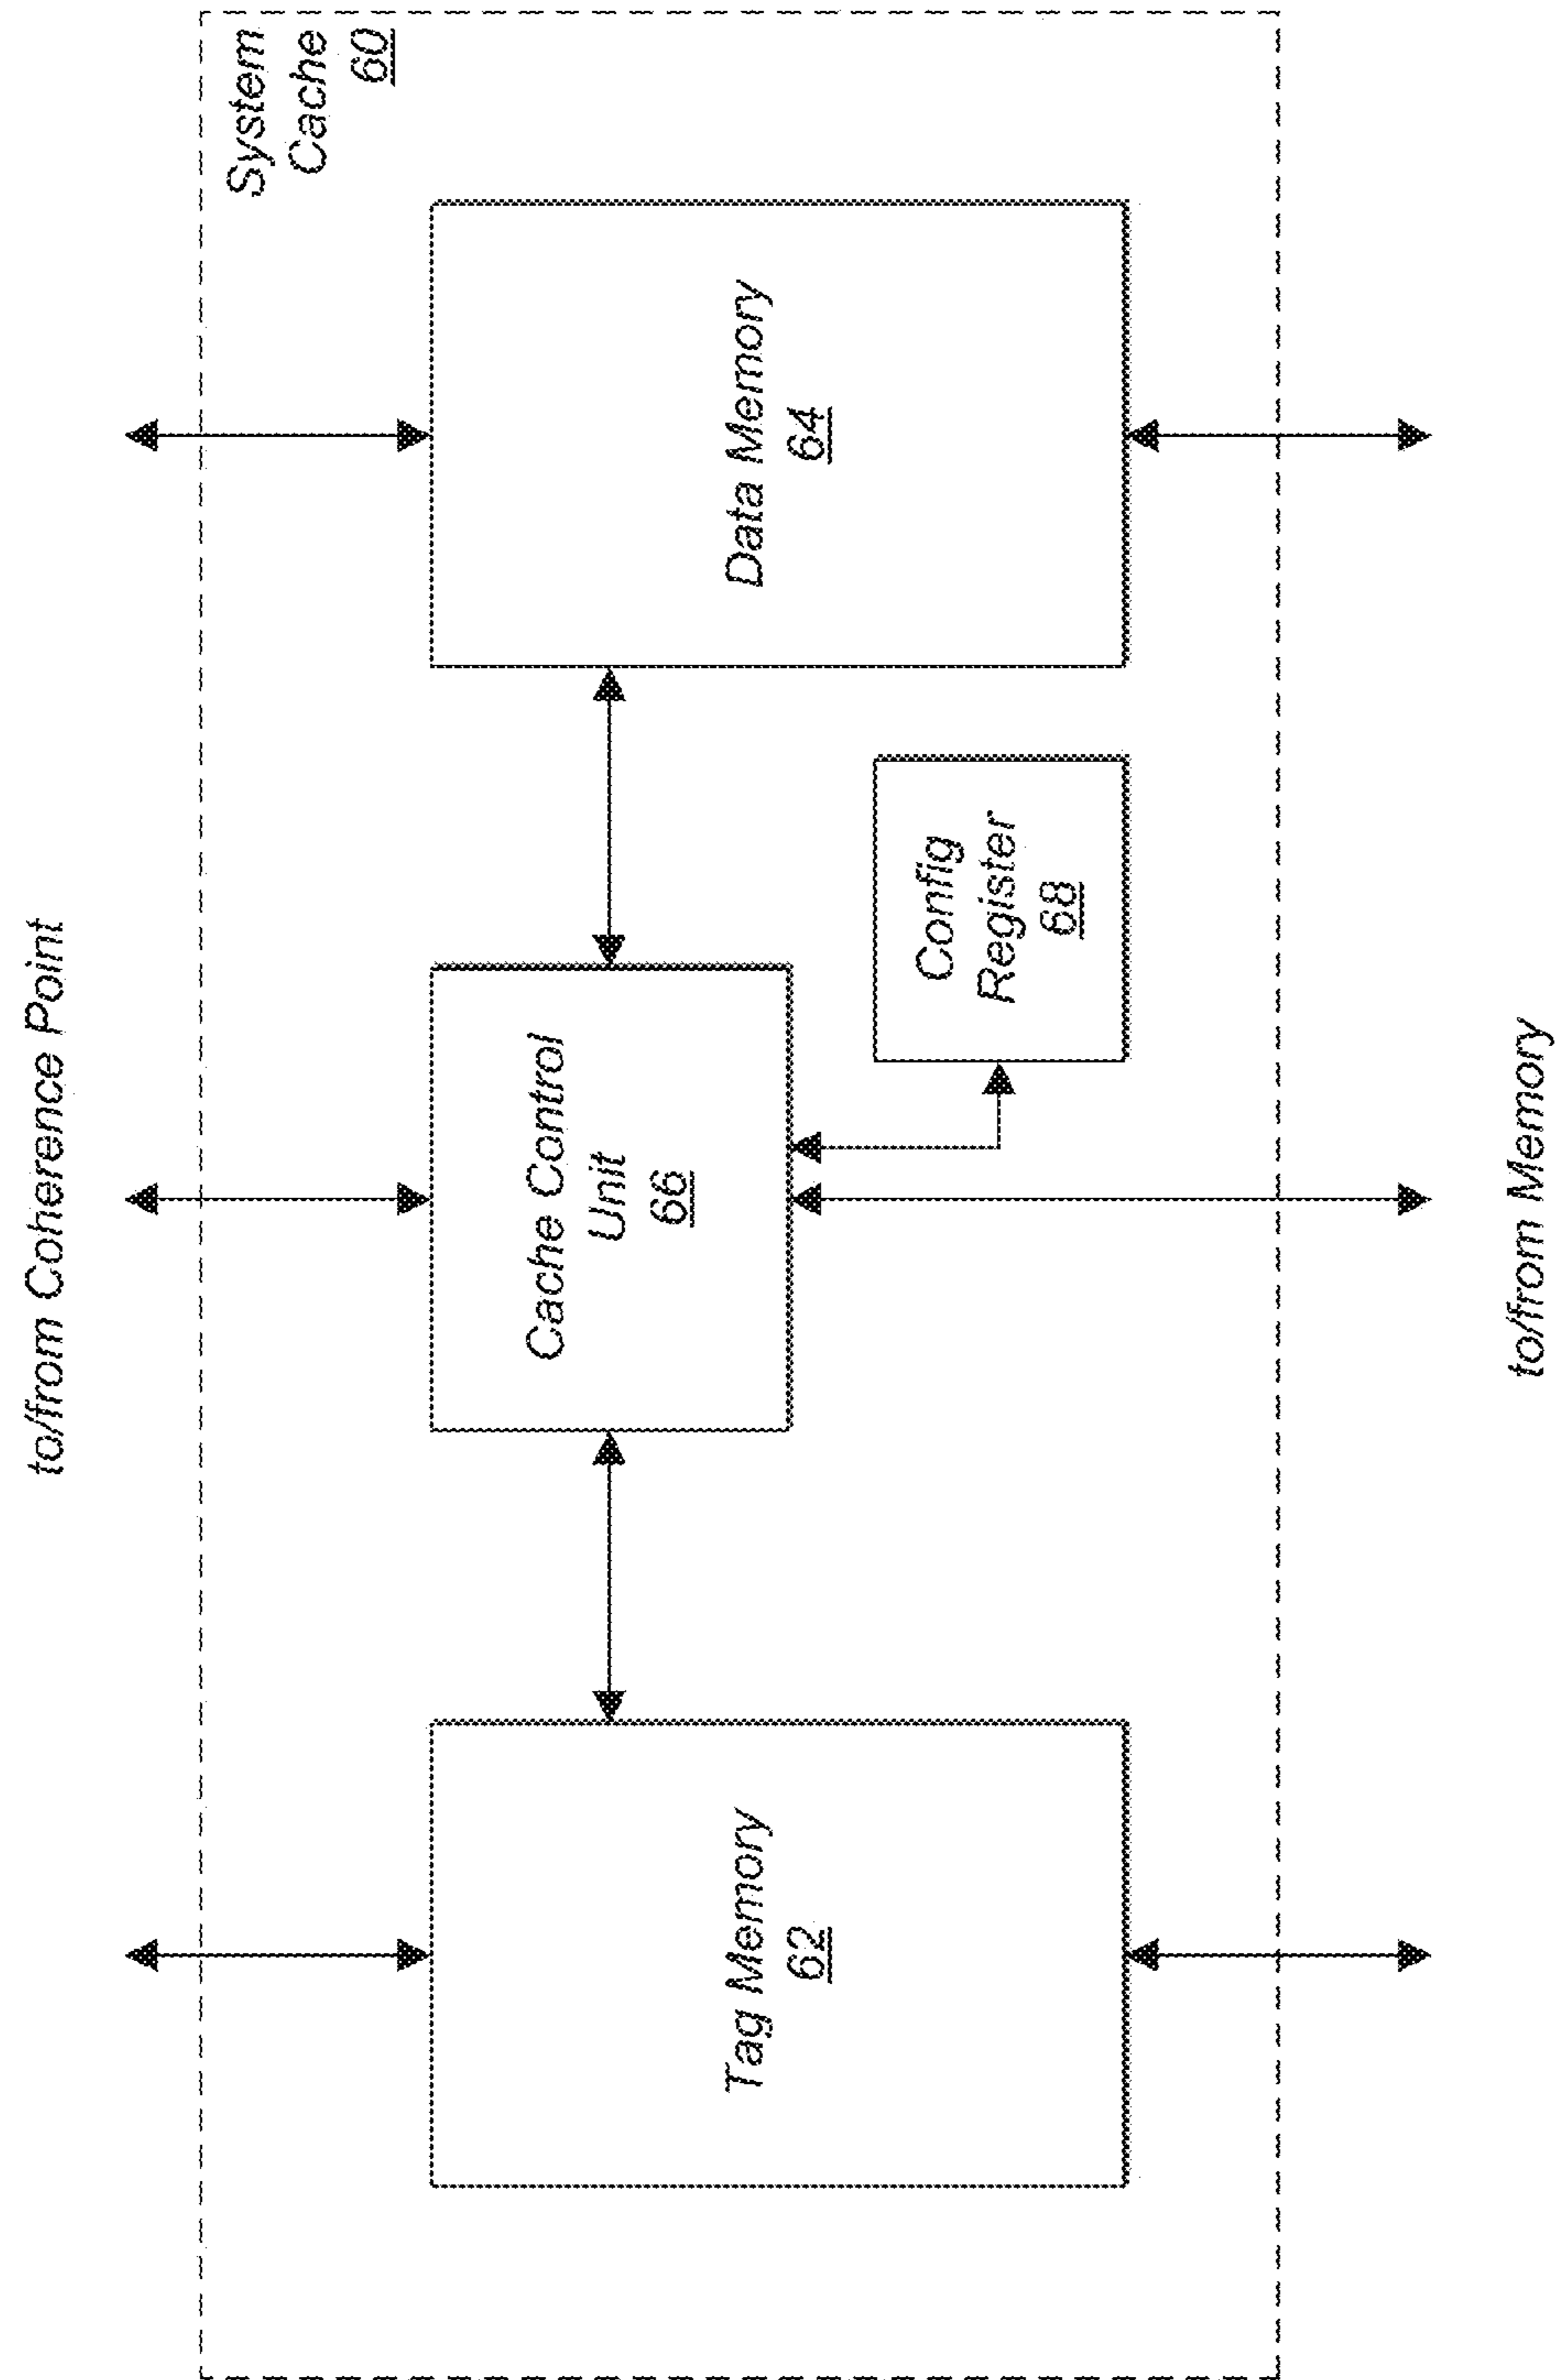 to/from Coherence Point
System
Cache
60
Tag Memory
62
Cache Control
Unit
66
Data Memory
64
Config
Register
68
to/from Memory